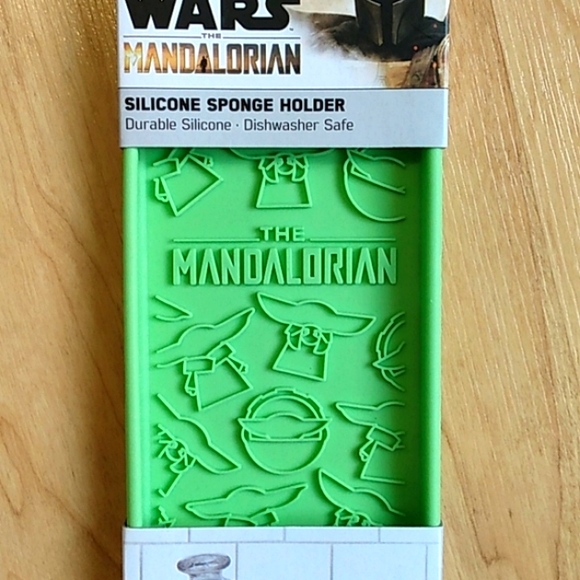 WARS
THE
MANDALORIAN
SILICONE SPONGE HOLDER
Durable Silicone · Dishwasher Safe
THE
MANDALORIAN